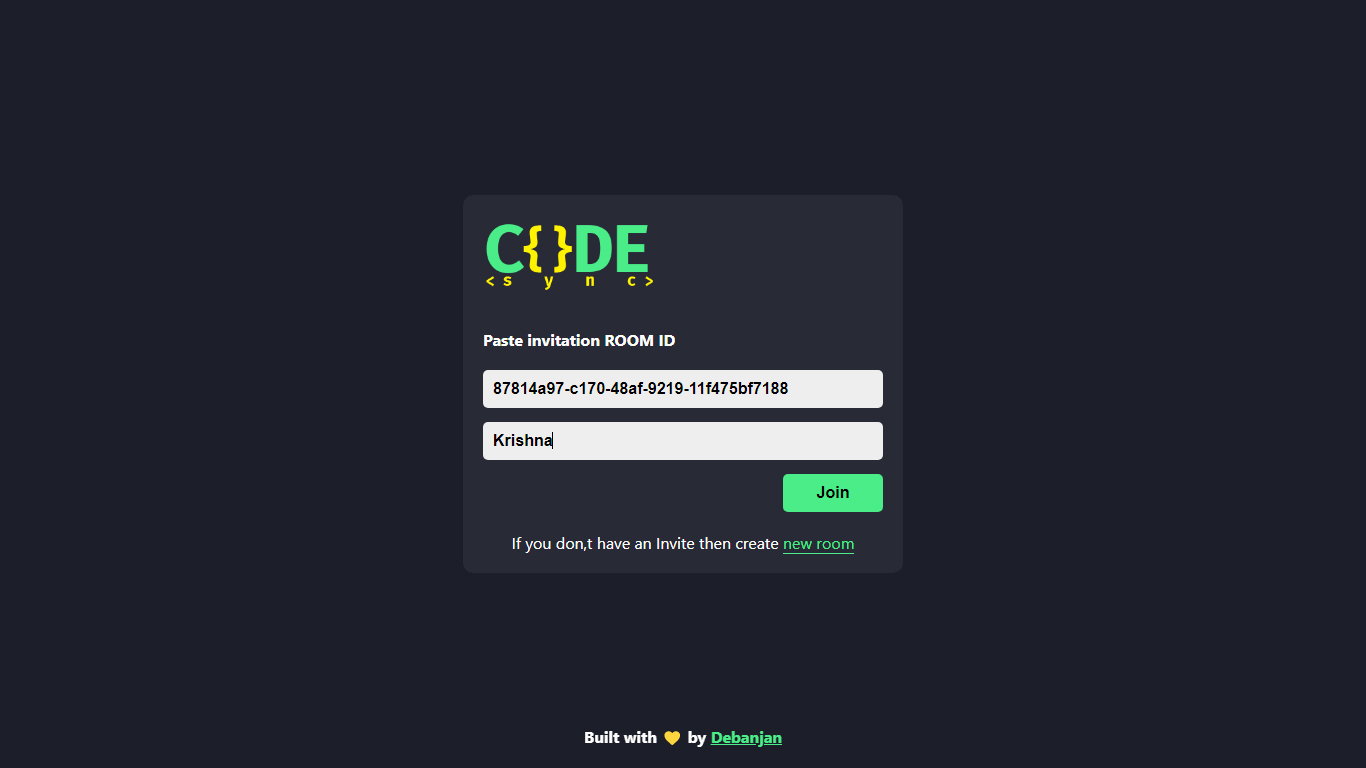 C{}DE
<sync>
Paste invitation ROOM ID
87814a97-c170-48af-9219-11f475bf7188
Krishna
Join
If you don,t have an Invite then create new room
Built with 💛 by Debanjan